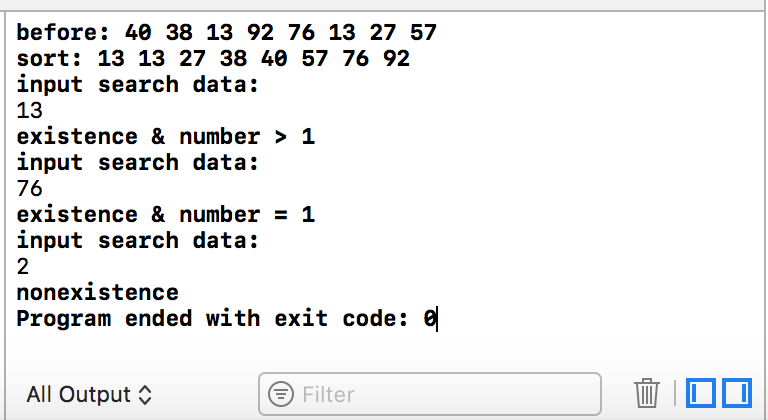 before: 40 38 13 92 76 13 27 57
sort: 13 13 27 38 40 57 76 92
input search data:
13
existence & number > 1
input search data:
76
existence & number = 1
input search data:
2
nonexistence
Program ended with exit code: 0
All Output
Filter